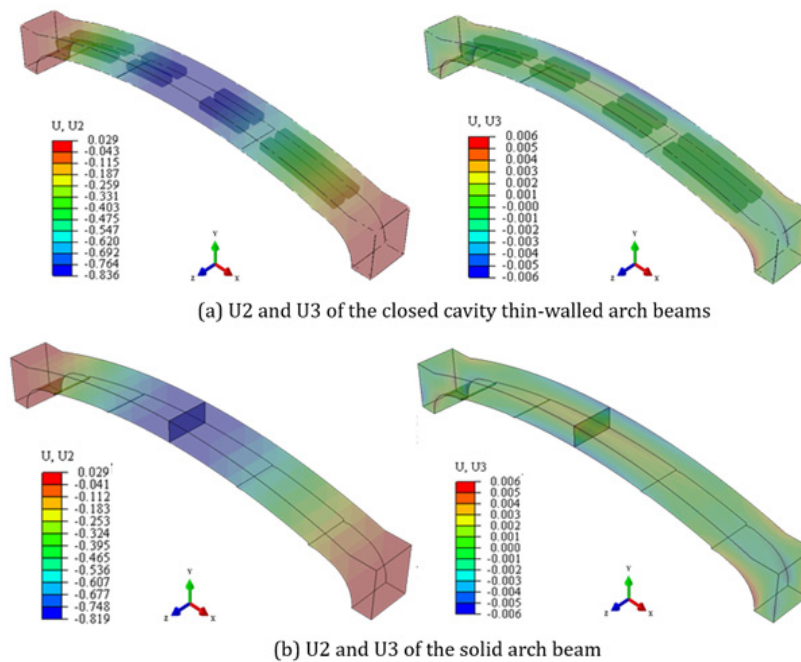 U, U2
0.029
-0.043
-0.115
-0.187
-0.259
-0.331
-0.403
-0.475
-0.547
-0.620
-0.692
-0.764
-0.836
Y
Z
X
U, U3
0.006
0.005
0.004
0.003
0.002
0.001
-0.000
-0.001
-0.002
-0.003
-0.004
-0.005
-0.006
Y
Z
X
(a) U2 and U3 of the closed cavity thin-walled arch beams
U, U2
0.029
-0.041
-0.112
-0.183
-0.253
-0.324
-0.395
-0.465
-0.536
-0.607
-0.677
-0.748
-0.819
Y
Z
X
U, U3
0.006
0.005
0.004
0.003
0.002
0.001
0.000
-0.001
-0.002
-0.003
-0.004
-0.005
-0.006
Y
Z
X
(b) U2 and U3 of the solid arch beam